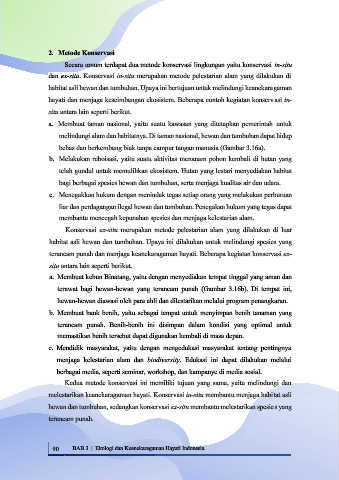 2. Metode Konservasi
Secara umum terdapat dua metode konservasi lingkungan yaitu konservasi in-situ
dan ex-situ. Konservasi in-situ merupakan metode pelestarian alam yang dilakukan di
habitat asli hewan dan tumbuhan. Upaya ini bertujuan untuk melindungi keanekaragaman
hayati dan menjaga keseimbangan ekosistem. Beberapa contoh kegiatan konservasi in-
situ antara lain seperti berikut.
a. Membuat taman nasional, yaitu suatu kawasan yang ditetapkan pemerintah untuk
melindungi alam dan habitatnya. Di taman nasional, hewan dan tumbuhan dapat hidup
bebas dan berkembang biak tanpa campur tangan manusia (Gambar 3.16a).
b. Melakukan reboisasi, yaitu suatu aktivitas menanam pohon kembali di hutan yang
telah gundul untuk memulihkan ekosistem. Hutan yang lestari menyediakan habitat
bagi berbagai spesies hewan dan tumbuhan, serta menjaga kualitas air dan udara.
c. Menegakkan hukum dengan menindak tegas setiap orang yang melakukan perburuan
liar dan perdagangan ilegal hewan dan tumbuhan. Penegakan hukum yang tegas dapat
membantu mencegah kepunahan spesies dan menjaga kelestarian alam.
Konservasi ex-situ merupakan metode pelestarian alam yang dilakukan di luar
habitat asli hewan dan tumbuhan. Upaya ini dilakukan untuk melindungi spesies yang
terancam punah dan menjaga keanekaragaman hayati. Beberapa kegiatan konservasi ex-
situ antara lain seperti berikut.
a. Membuat kebun Binatang, yaitu dengan menyediakan tempat tinggal yang aman dan
terawat bagi hewan-hewan yang terancam punah (Gambar 3.16b). Di tempat ini,
hewan-hewan diawasi oleh para ahli dan dilestarikan melalui program penangkaran.
b. Membuat bank benih, yaitu sebagai tempat untuk menyimpan benih tanaman yang
terancam punah. Benih-benih ini disimpan dalam kondisi yang optimal untuk
memastikan benih tersebut dapat digunakan kembali di masa depan.
c. Mendidik masyarakat, yaitu dengan mengedukasi masyarakat tentang pentingnya
menjaga kelestarian alam dan biodiversity. Edukasi ini dapat dilakukan melalui
berbagai media, seperti seminar, workshop, dan kampanye di media sosial.
Kedua metode konservasi ini memiliki tujuan yang sama, yaitu melindungi dan
melestarikan keanekaragaman hayati. Konservasi in-situ membantu menjaga habitat asli
hewan dan tumbuhan, sedangkan konservasi ex-situ membantu melestarikan spesies yang
terancam punah.
90 BAB 3 | Ekologi dan Keanekaragaman Hayati Indonesia